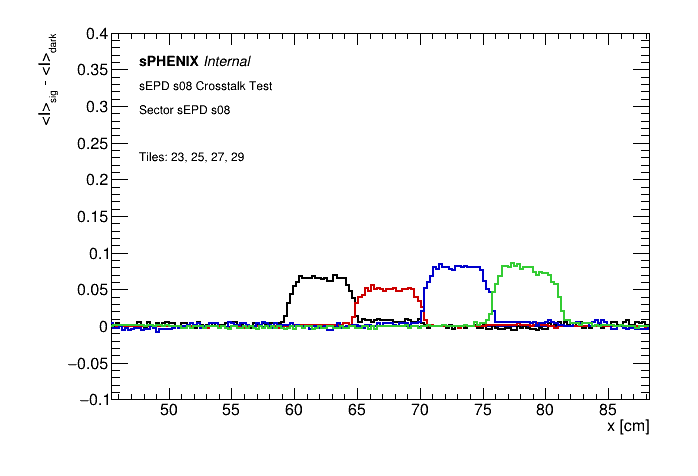 0.4
0.35
0.3
0.25
0.2
0.15
0.1
0.05
0
−0.05
−0.1
<I>sig - <I>dark
sPHENIX Internal
sEPD s08 Crosstalk Test
Sector sEPD s08
Tiles: 23, 25, 27, 29
50 55 60 65 70 75 80 85
x [cm]